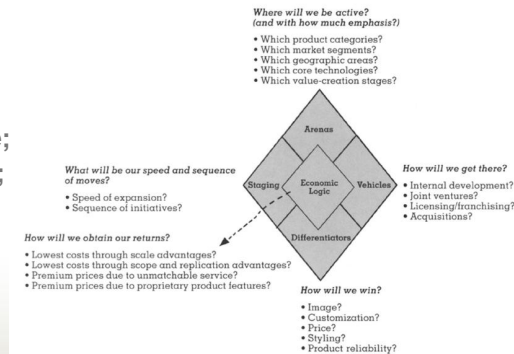 Where will we be active?
(and with how much emphasis?)
• Which product categories?
• Which market segments?
• Which geographic areas?
• Which core technologies?
• Which value-creation stages?
Arenas
What will be our speed and sequence
of moves?
• Speed of expansion?
• Sequence of initiatives?
Staging
Economic
Logic
Vehicles
How will we get there?
• Internal development?
• Joint ventures?
• Licensing/franchising?
• Acquisitions?
Differentiators
How will we obtain our returns?
• Lowest costs through scale advantages?
• Lowest costs through scope and replication advantages?
• Premium prices due to unmatchable service?
• Premium prices due to proprietary product features?
How will we win?
• Image?
• Customization?
• Price?
• Styling?
• Product reliability?